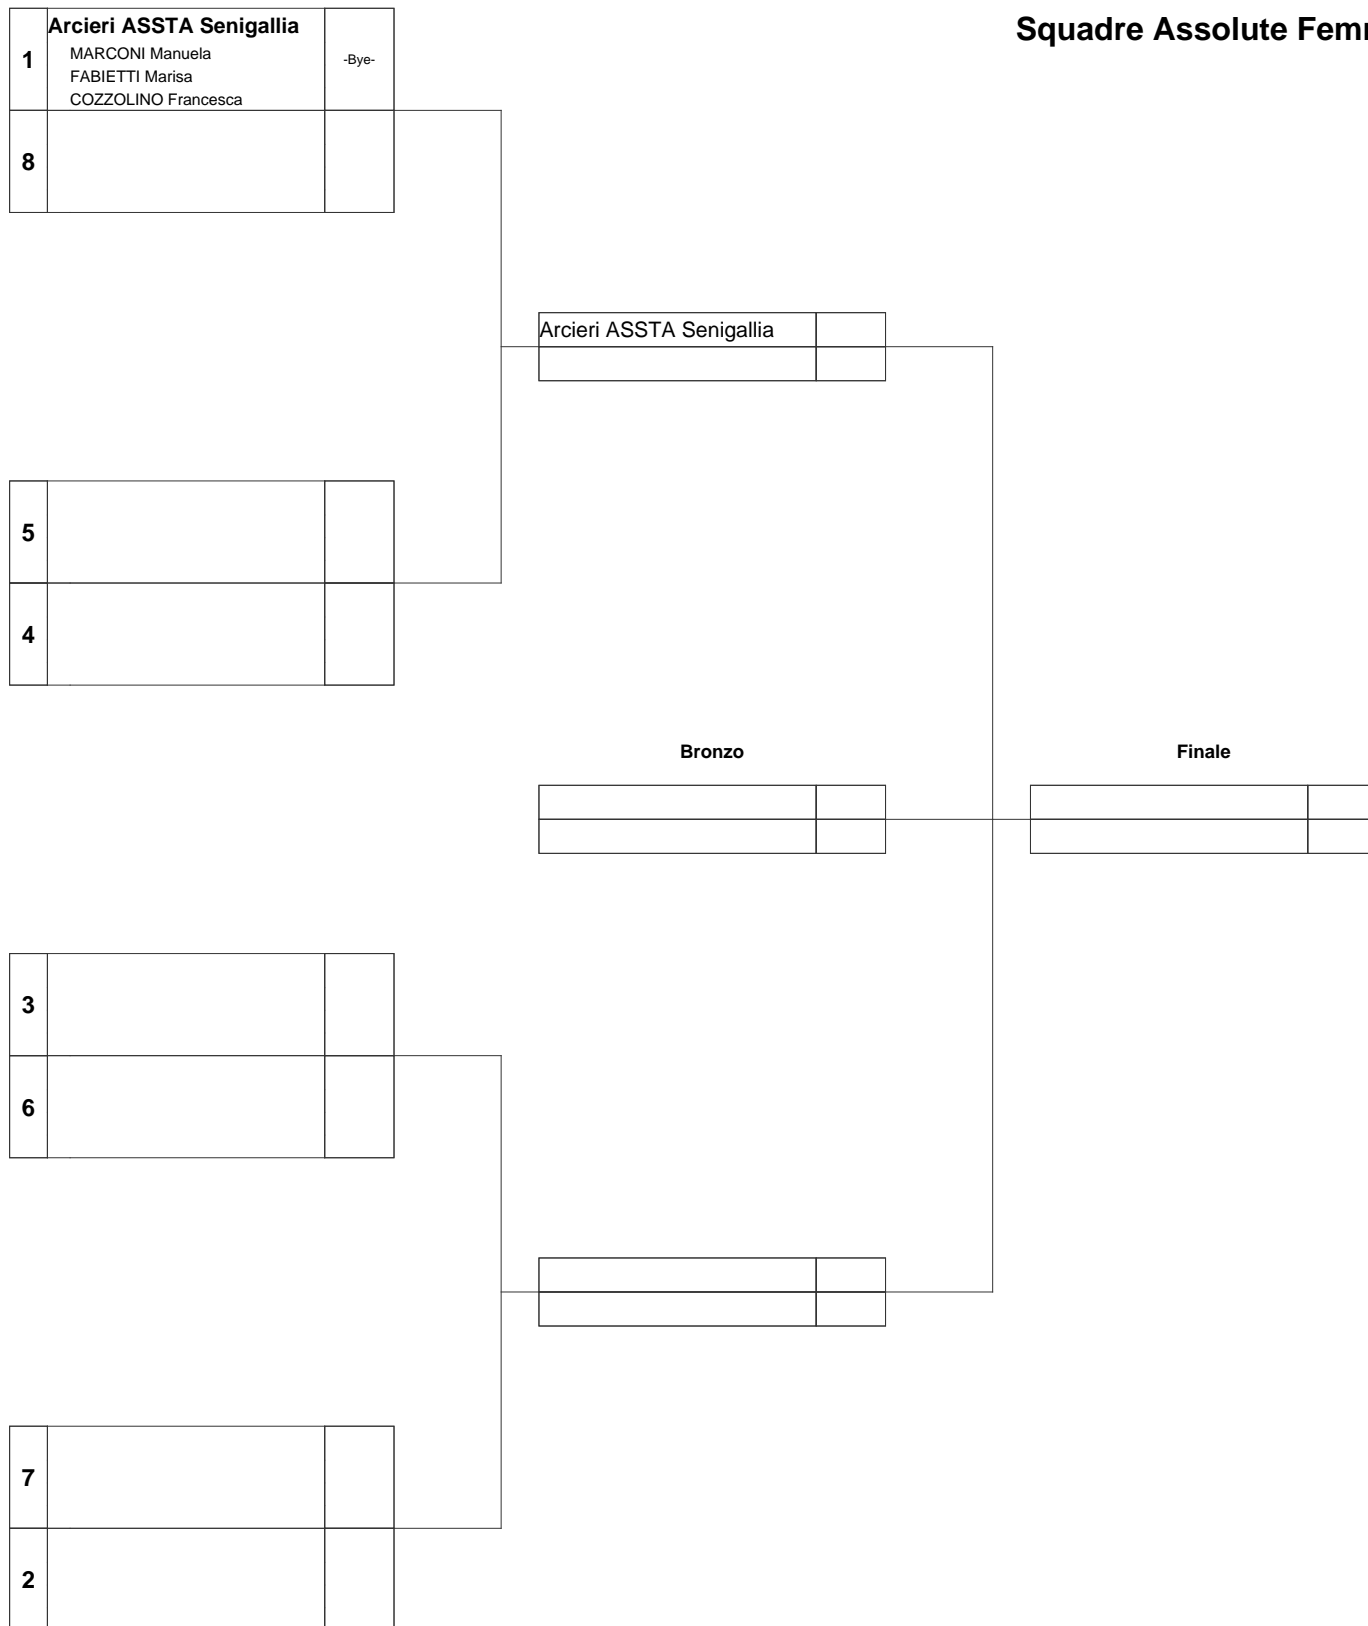 Arcieri ASSTA Senigallia
Squadre Assolute
1
MARCONI Manuela
-Bye-
FABIETTI Marisa
COZZOLINO Francesca
8
Arcieri ASSTA Senigallia
5
4
Bronzo
Finale
3
6
7
2